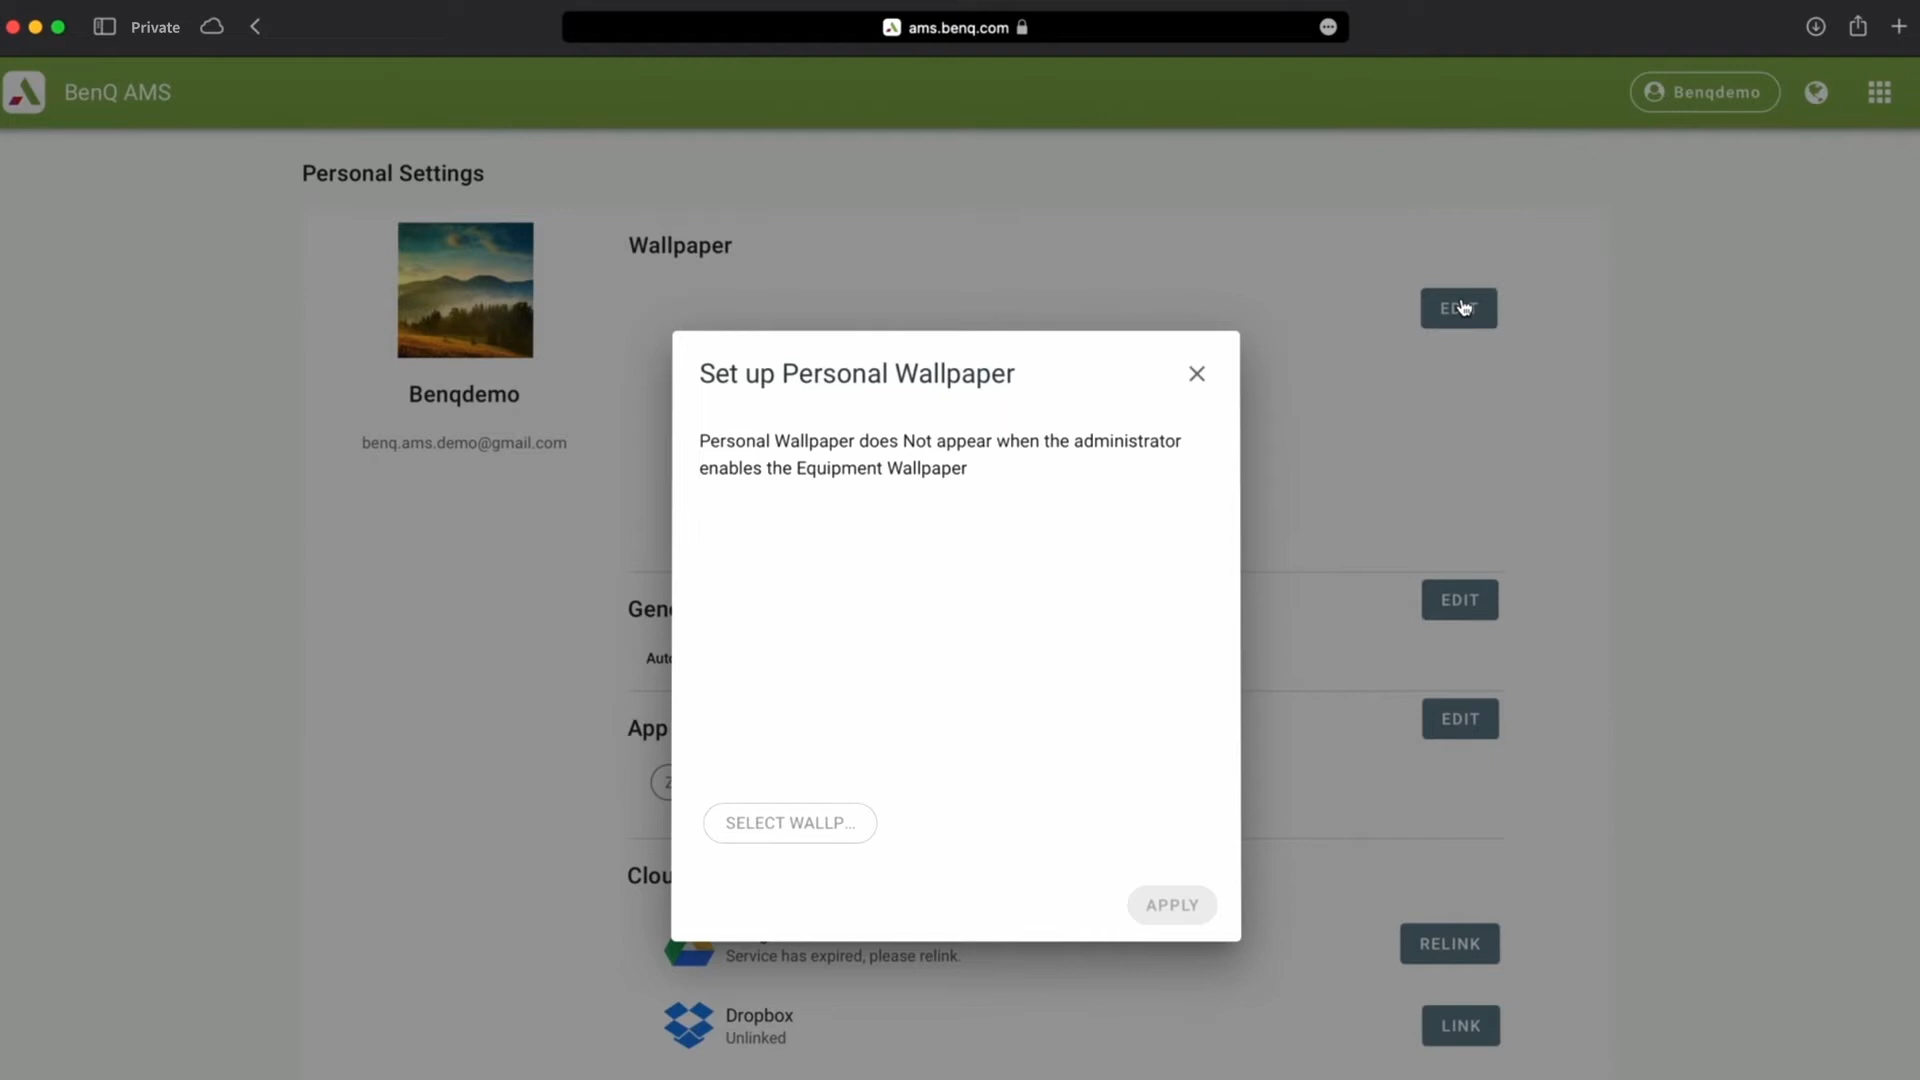 Private
ams.benq.com
BenQ AMS
Benqdemo
Personal Settings
Wallpaper
EDIT
Benqdemo
benq.ams.demo@gmail.com
Set up Personal Wallpaper
Personal Wallpaper does Not appear when the administrator
enables the Equipment Wallpaper
Gen
EDIT
Aut
App
EDIT
Z
SELECT WALLP...
Clou
APPLY
Service has expired, please relink.
RELINK
Dropbox
Unlinked
LINK